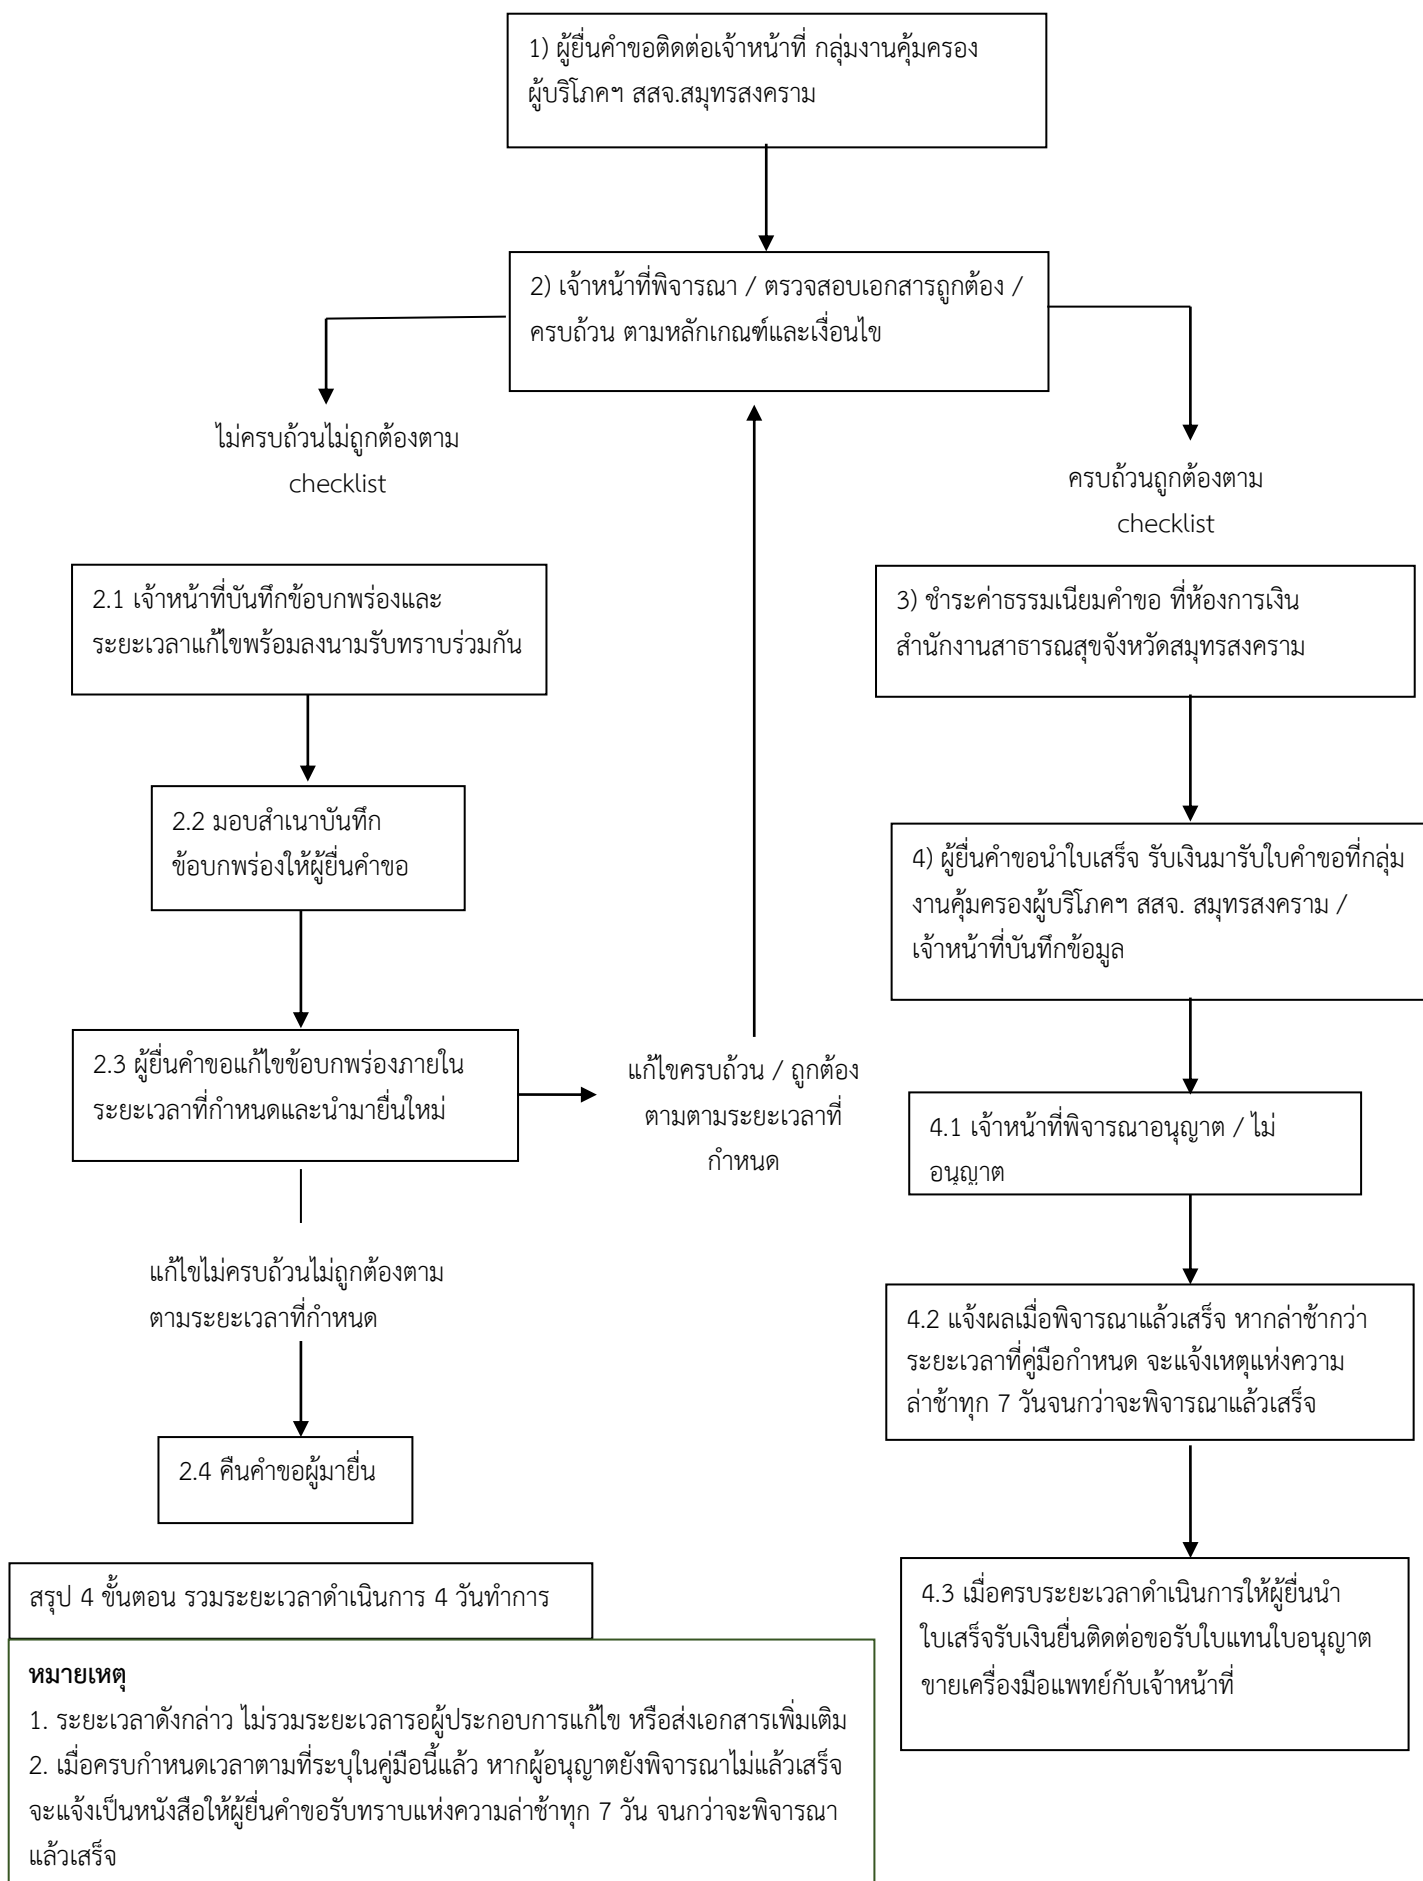 1) ผู้ยื่นคำขอติดต่อเจ้าหน้าที่ กลุ่มงานคุ้มครอง
ผู้บริโภคฯ สสจ.สมุทรสงคราม
2) เจ้าหน้าที่พิจารณา / ตรวจสอบเอกสารถูกต้อง /
ครบถ้วน ตามหลักเกณฑ์และเงื่อนไข
ไม่ครบถ้วนไม่ถูกต้องตาม
checklist
ครบถ้วนถูกต้องตาม
checklist
2.1 เจ้าหน้าที่บันทึกข้อบกพร่องและ
ระยะเวลาแก้ไขพร้อมลงนามรับทราบร่วมกัน
3) ชำระค่าธรรมเนียมคำขอ ที่ห้องการเงิน
สำนักงานสาธารณสุขจังหวัดสมุทรสงคราม
2.2 มอบสำเนาบันทึก
ข้อบกพร่องให้ผู้ยื่นคำขอ
4) ผู้ยื่นคำขอนำใบเสร็จ รับเงินมารับใบคำขอที่กลุ่ม
งานคุ้มครองผู้บริโภคฯ สสจ. สมุทรสงคราม /
เจ้าหน้าที่บันทึกข้อมูล
2.3 ผู้ยื่นคำขอแก้ไขข้อบกพร่องภายใน
ระยะเวลาที่กำหนดและนำมายื่นใหม่
แก้ไขครบถ้วน / ถูกต้อง
ตามตามระยะเวลาที่
กำหนด
4.1 เจ้าหน้าที่พิจารณาอนุญาต / ไม่
อนุญาต
แก้ไขไม่ครบถ้วนไม่ถูกต้องตาม
ตามระยะเวลาที่กำหนด
4.2 แจ้งผลเมื่อพิจารณาแล้วเสร็จ หากล่าช้ากว่า
ระยะเวลาที่คู่มือกำหนด จะแจ้งเหตุแห่งความ
ล่าช้าทุก 7 วันจนกว่าจะพิจารณาแล้วเสร็จ
2.4 คืนคำขอผู้มายื่น
4.3 เมื่อครบระยะเวลาดำเนินการให้ผู้ยื่นนำ
ใบเสร็จรับเงินยื่นติดต่อขอรับใบแทนใบอนุญาต
ขายเครื่องมือแพทย์กับเจ้าหน้าที่
สรุป 4 ขั้นตอน รวมระยะเวลาดำเนินการ 4 วันทำการ
หมายเหตุ
1. ระยะเวลาดังกล่าว ไม่รวมระยะเวลารอผู้ประกอบการแก้ไข หรือส่งเอกสารเพิ่มเติม
2. เมื่อครบกำหนดเวลาตามที่ระบุในคู่มือนี้แล้ว หากผู้อนุญาตยังพิจารณาไม่แล้วเสร็จ
จะแจ้งเป็นหนังสือให้ผู้ยื่นคำขอรับทราบแห่งความล่าช้าทุก 7 วัน จนกว่าจะพิจารณา
แล้วเสร็จ